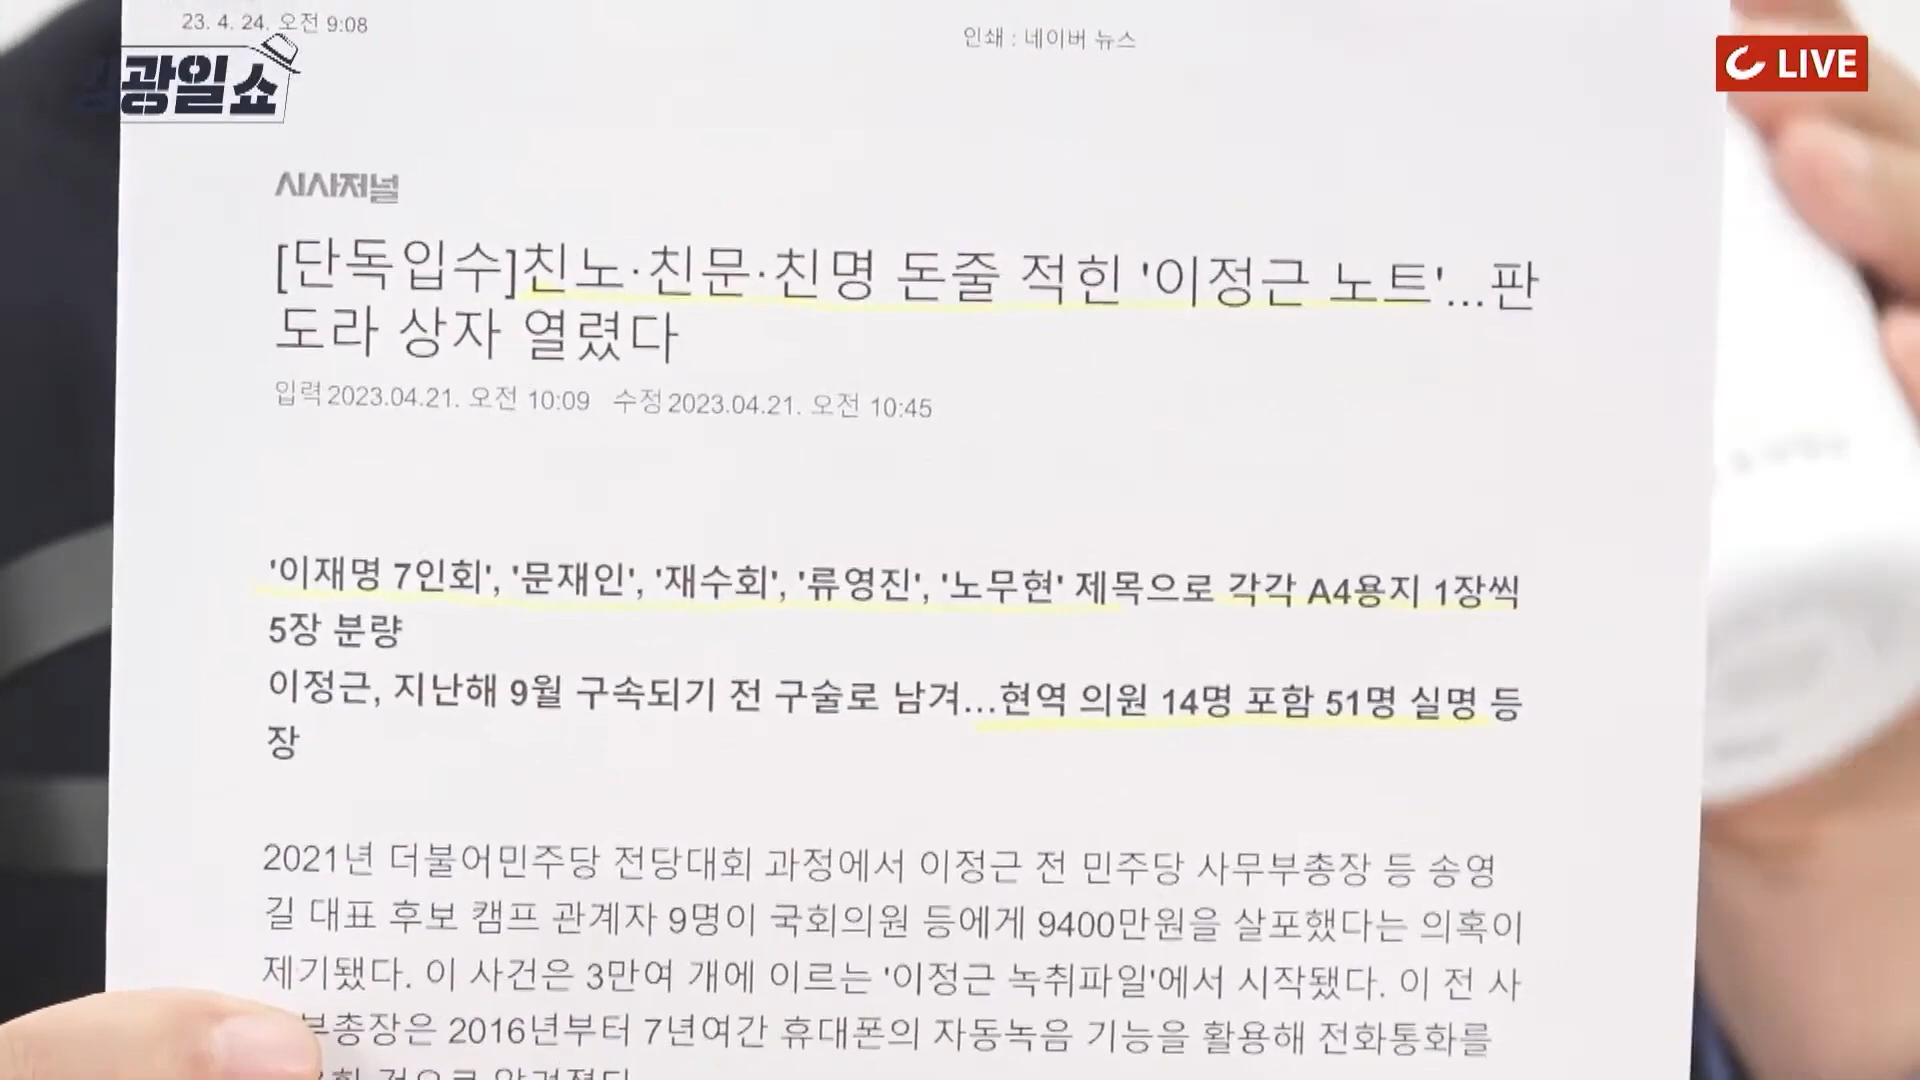 23. 4. 24. 오전 9:08
인쇄 : 네이버 뉴스
광일쇼
LIVE
시사저널
[단독입수]친노·친문·친명 돈줄 적힌 '이정근 노트'...판
도라 상자 열렸다
입력 2023.04.21. 오전 10:09 수정 2023.04.21. 오전 10:45
'이재명 7인회', '문재인', '재수회', '류영진', '노무현' 제목으로 각각 A4용지 1장씩
5장 분량
이정근, 지난해 9월 구속되기 전 구술로 남겨...현역 의원 14명 포함 51명 실명 등
장
2021년 더불어민주당 전당대회 과정에서 이정근 전 민주당 사무부총장 등 송영
길 대표 후보 캠프 관계자 9명이 국회의원 등에게 9400만원을 살포했다는 의혹이
제기됐다. 이 사건은 3만여 개에 이르는 '이정근 녹취파일'에서 시작됐다. 이 전 사
부총장은 2016년부터 7년여간 휴대폰의 자동녹음 기능을 활용해 전화통화를